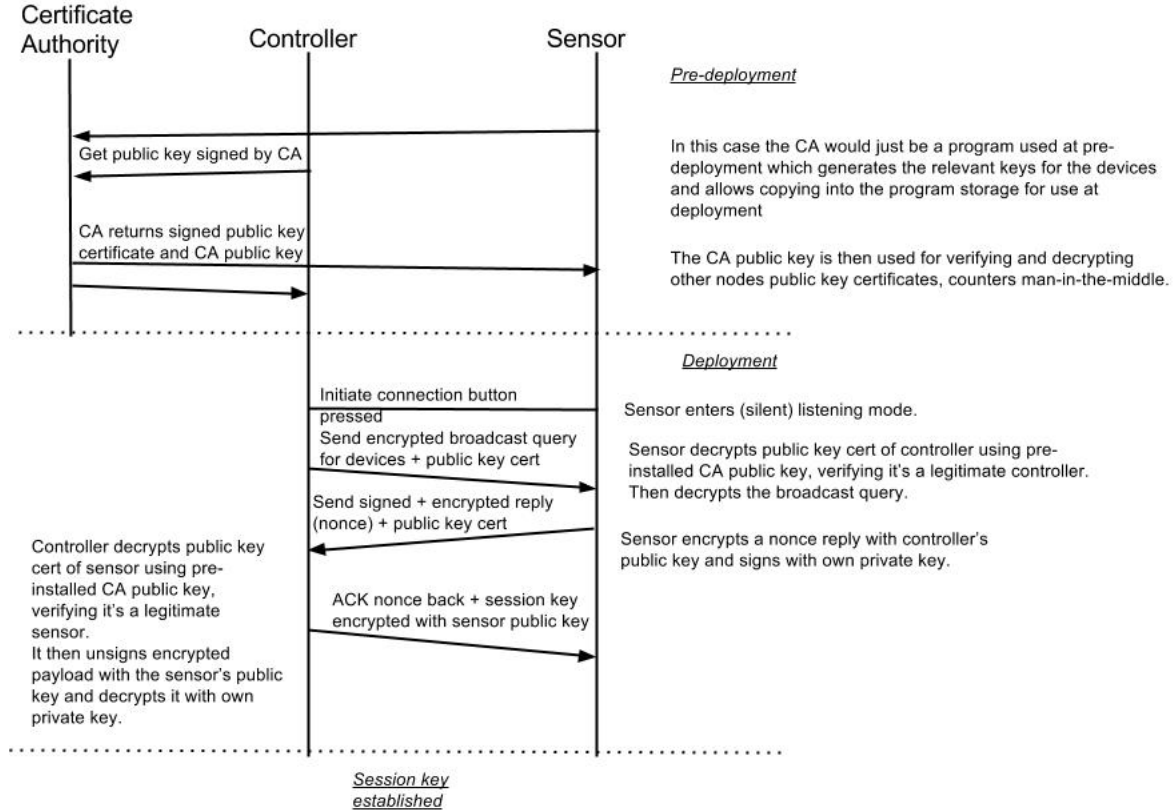 Certificate
Authority
Controller
Sensor
Pre-deployment
Get public key signed by CA
In this case the CA would just be a program used at pre-
deployment which generates the relevant keys for the devices
and allows copying into the program storage for use at
deployment
CA returns signed public key
certificate and CA public key
The CA public key is then used for verifying and decrypting
other nodes public key certificates, counters man-in-the-middle.
Deployment
Initiate connection button
pressed
Sensor enters (silent) listening mode.
Send encrypted broadcast query
for devices + public key cert
Sensor decrypts public key cert of controller using pre-
installed CA public key, verifying it's a legitimate controller.
Then decrypts the broadcast query.
Send signed + encrypted reply
(nonce) + public key cert
Sensor encrypts a nonce reply with controller's
public key and signs with own private key.
Controller decrypts public key
cert of sensor using pre-
installed CA public key,
verifying it's a legitimate
sensor.
It then unsigns encrypted
payload with the sensor's public
key and decrypts it with own
private key.
ACK nonce back + session key
encrypted with sensor public key
Session key
established